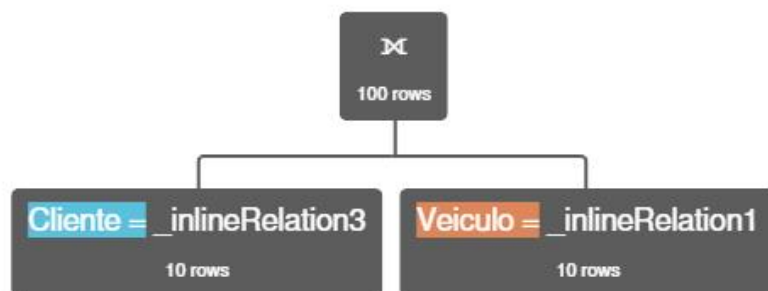 ⋈
100 rows
Cliente = _inlineRelation3
Veiculo = _inlineRelation1
10 rows
10 rows